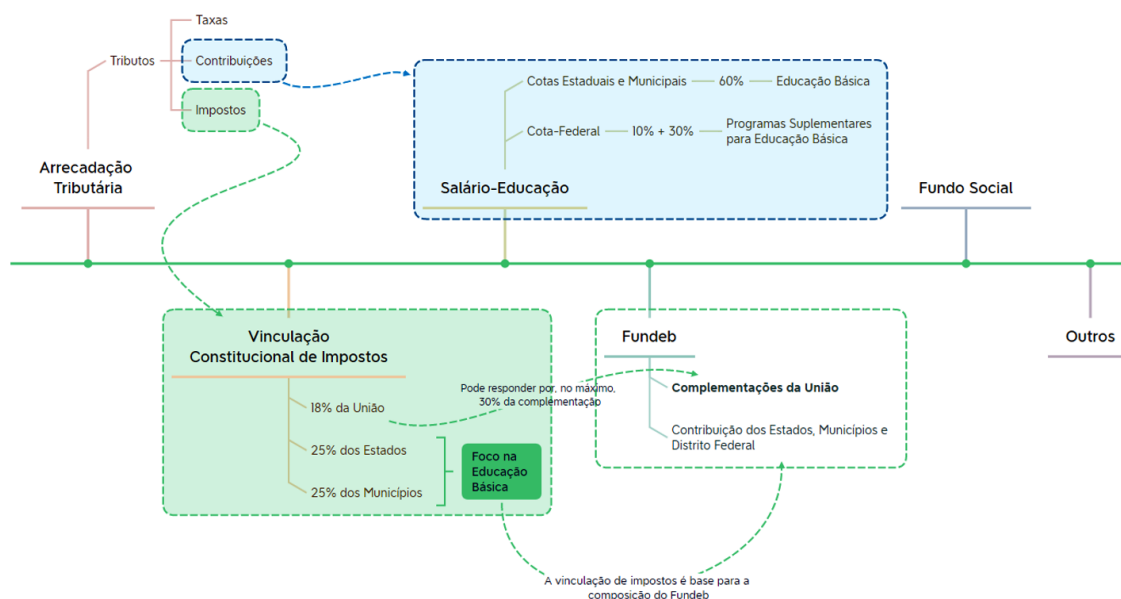 Taxas
Tributos
Contribuições
Impostos
Arrecadação
Tributária
Cotas Estaduais e Municipais
60%
Educação Básica
Cota-Federal
10% + 30%
Programas Suplementares
para Educação Básica
Salário-Educação
Fundo Social
Vinculação
Constitucional de Impostos
18% da União
25% dos Estados
25% dos Municípios
Foco na
Educação
Básica
Pode responder por, no máximo,
30% da complementação
Fundeb
Complementações da União
Contribuição dos Estados, Municípios e
Distrito Federal
Outros
A vinculação de impostos é base para a
composição do Fundeb